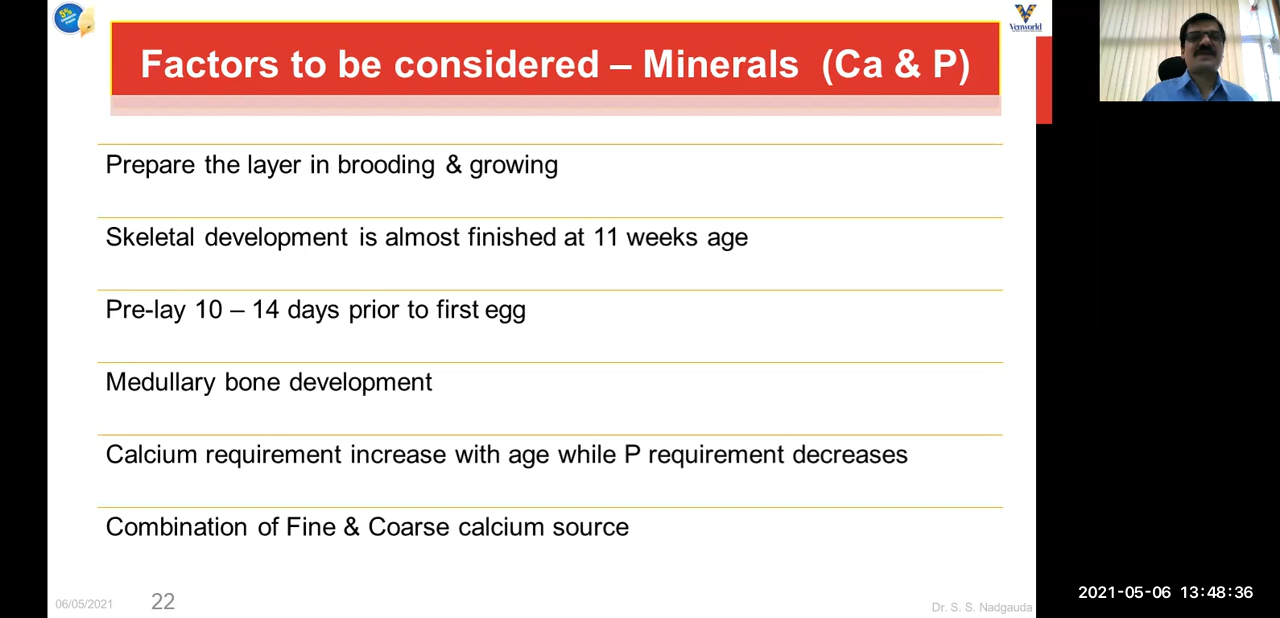 5%
Venworld
Factors to be considered – Minerals (Ca & P)
Prepare the layer in brooding & growing
Skeletal development is almost finished at 11 weeks age
Pre-lay 10 – 14 days prior to first egg
Medullary bone development
Calcium requirement increase with age while P requirement decreases
Combination of Fine & Coarse calcium source
06/05/2021
22
Dr. S. S. Nadgauda
2021-05-06 13:48:36